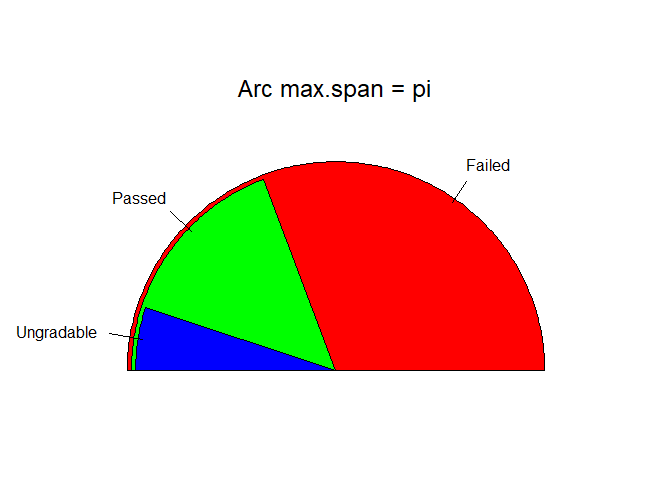 Arc max.span = pi
Failed
Passed
Ungradable